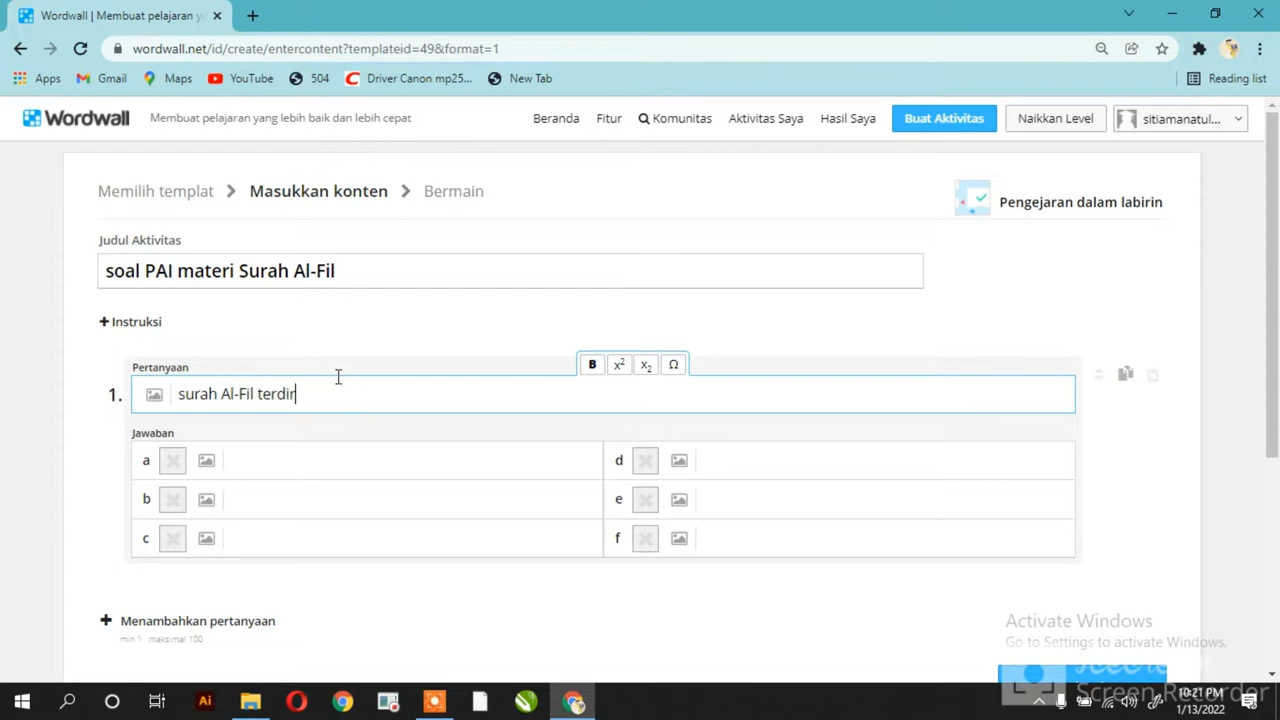 Wordwall | Membuat pelajaran y
wordwall.net/id/create/entercontent?templateid=49&format=1
Apps Gmail Maps YouTube 504 Driver Canon mp25... New Tab Reading list
Wordwall Membuat pelajaran yang lebih baik dan lebih cepat Beranda Fitur Komunitas Aktivitas Saya Hasil Saya Buat Aktivitas Naikkan Level sitiamanatul...
Memilih templat Masukkan konten Bermain
Pengejaran dalam labirin
Judul Aktivitas
soal PAI materi Surah Al-Fil
+ Instruksi
B x² x₂ Ω
Pertanyaan
1. surah Al-Fil terdir
Jawaban
a d
b e
c f
+ Menambahkan pertanyaan
min 1 maksimal 100
Activate Windows
Go to Settings to activate Windows.
Screen Recorder
Ai
10:21 PM
1/13/2022